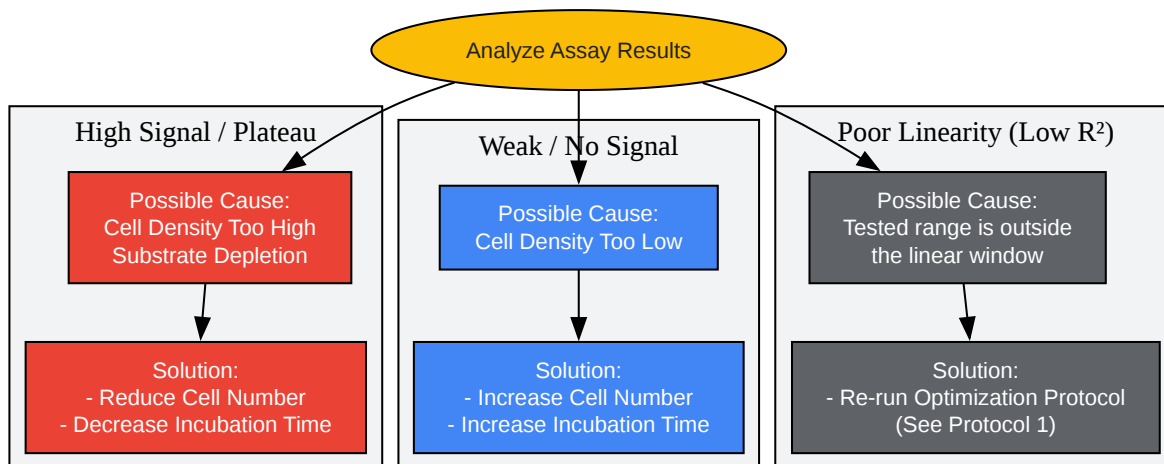 Analyze Assay Results
High Signal / Plateau
Possible Cause:
Cell Density Too High
Substrate Depletion
Solution:
- Reduce Cell Number
- Decrease Incubation Time
Weak / No Signal
Possible Cause:
Cell Density Too Low
Solution:
- Increase Cell Number
- Increase Incubation Time
Poor Linearity (Low R²)
Possible Cause:
Tested range is outside
the linear window
Solution:
- Re-run Optimization Protocol
(See Protocol 1)